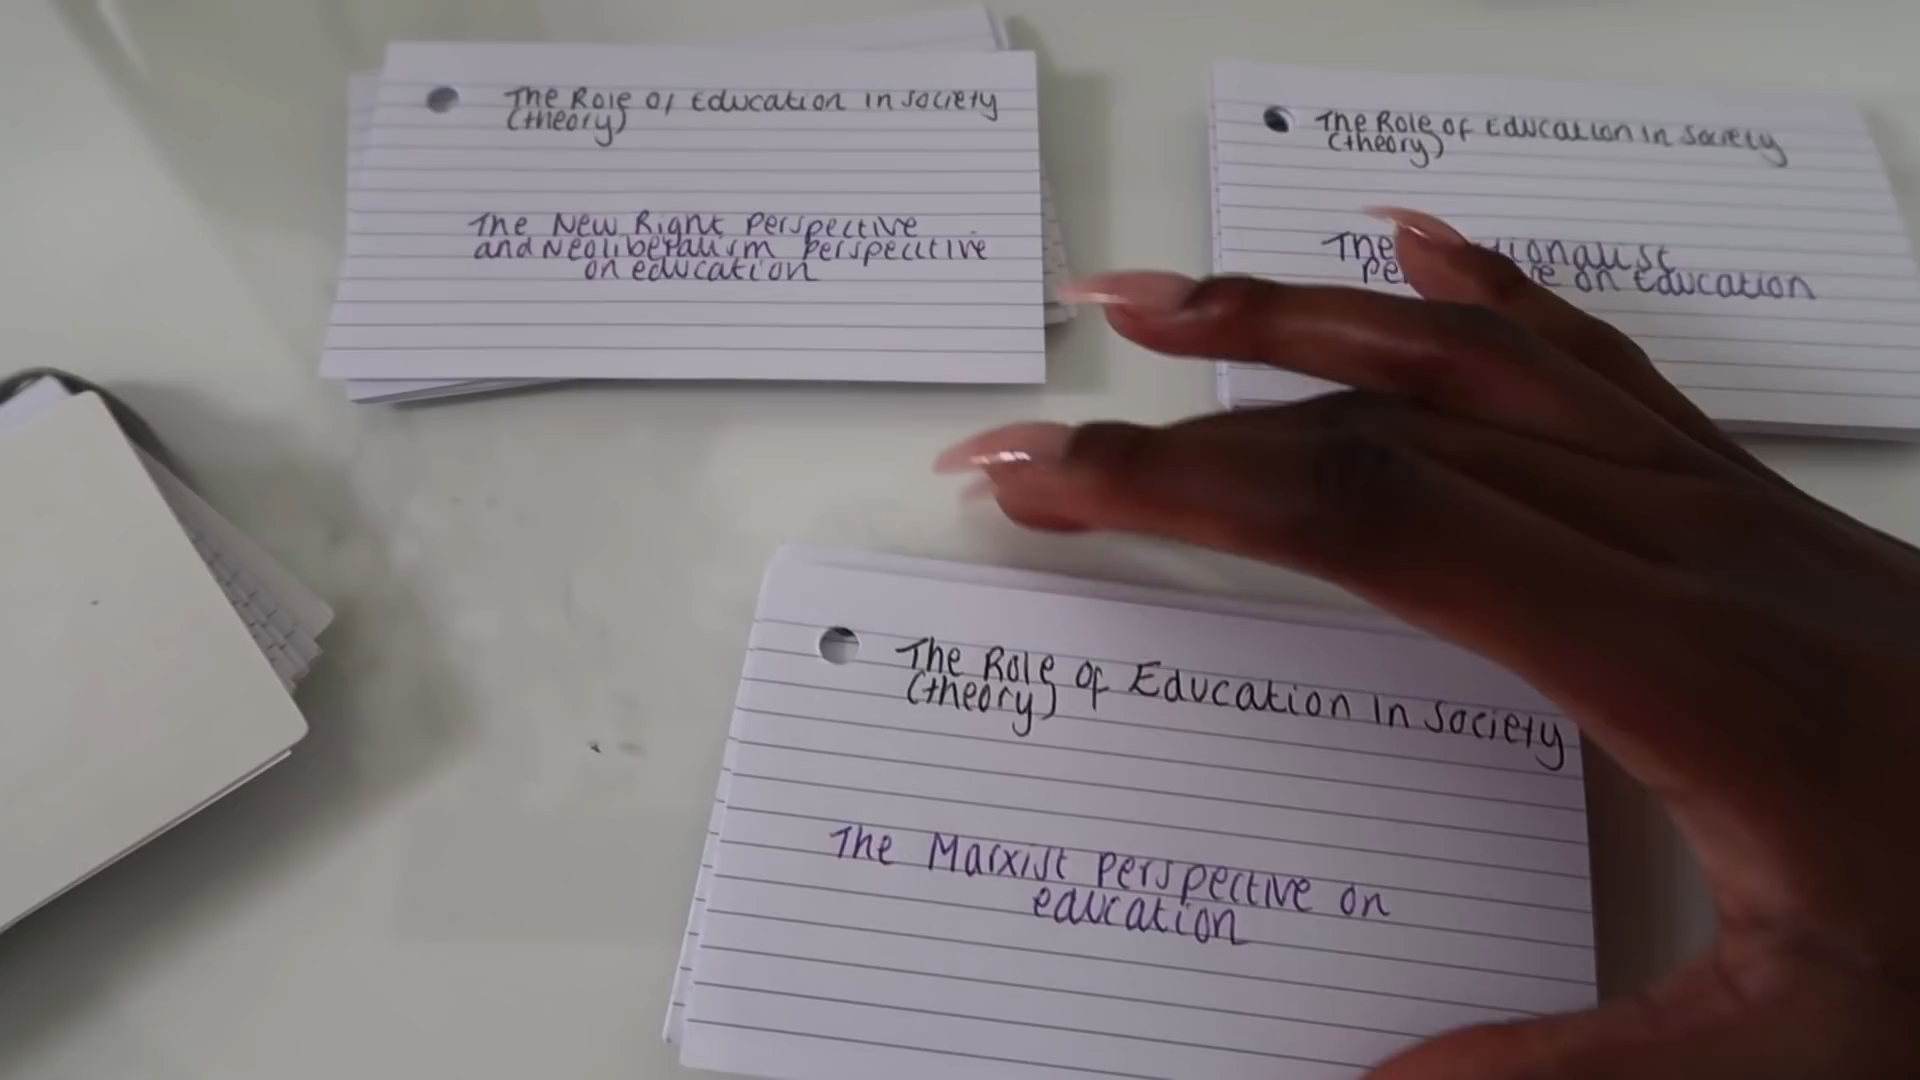 The Role of Education in Society
(theory)
The New Right Perspective
and Neoliberalism perspective
on education
The Role of Education in Society
(theory)
The
on Education
The Role of Education in Society
(theory)
The Marxist perspective on
education